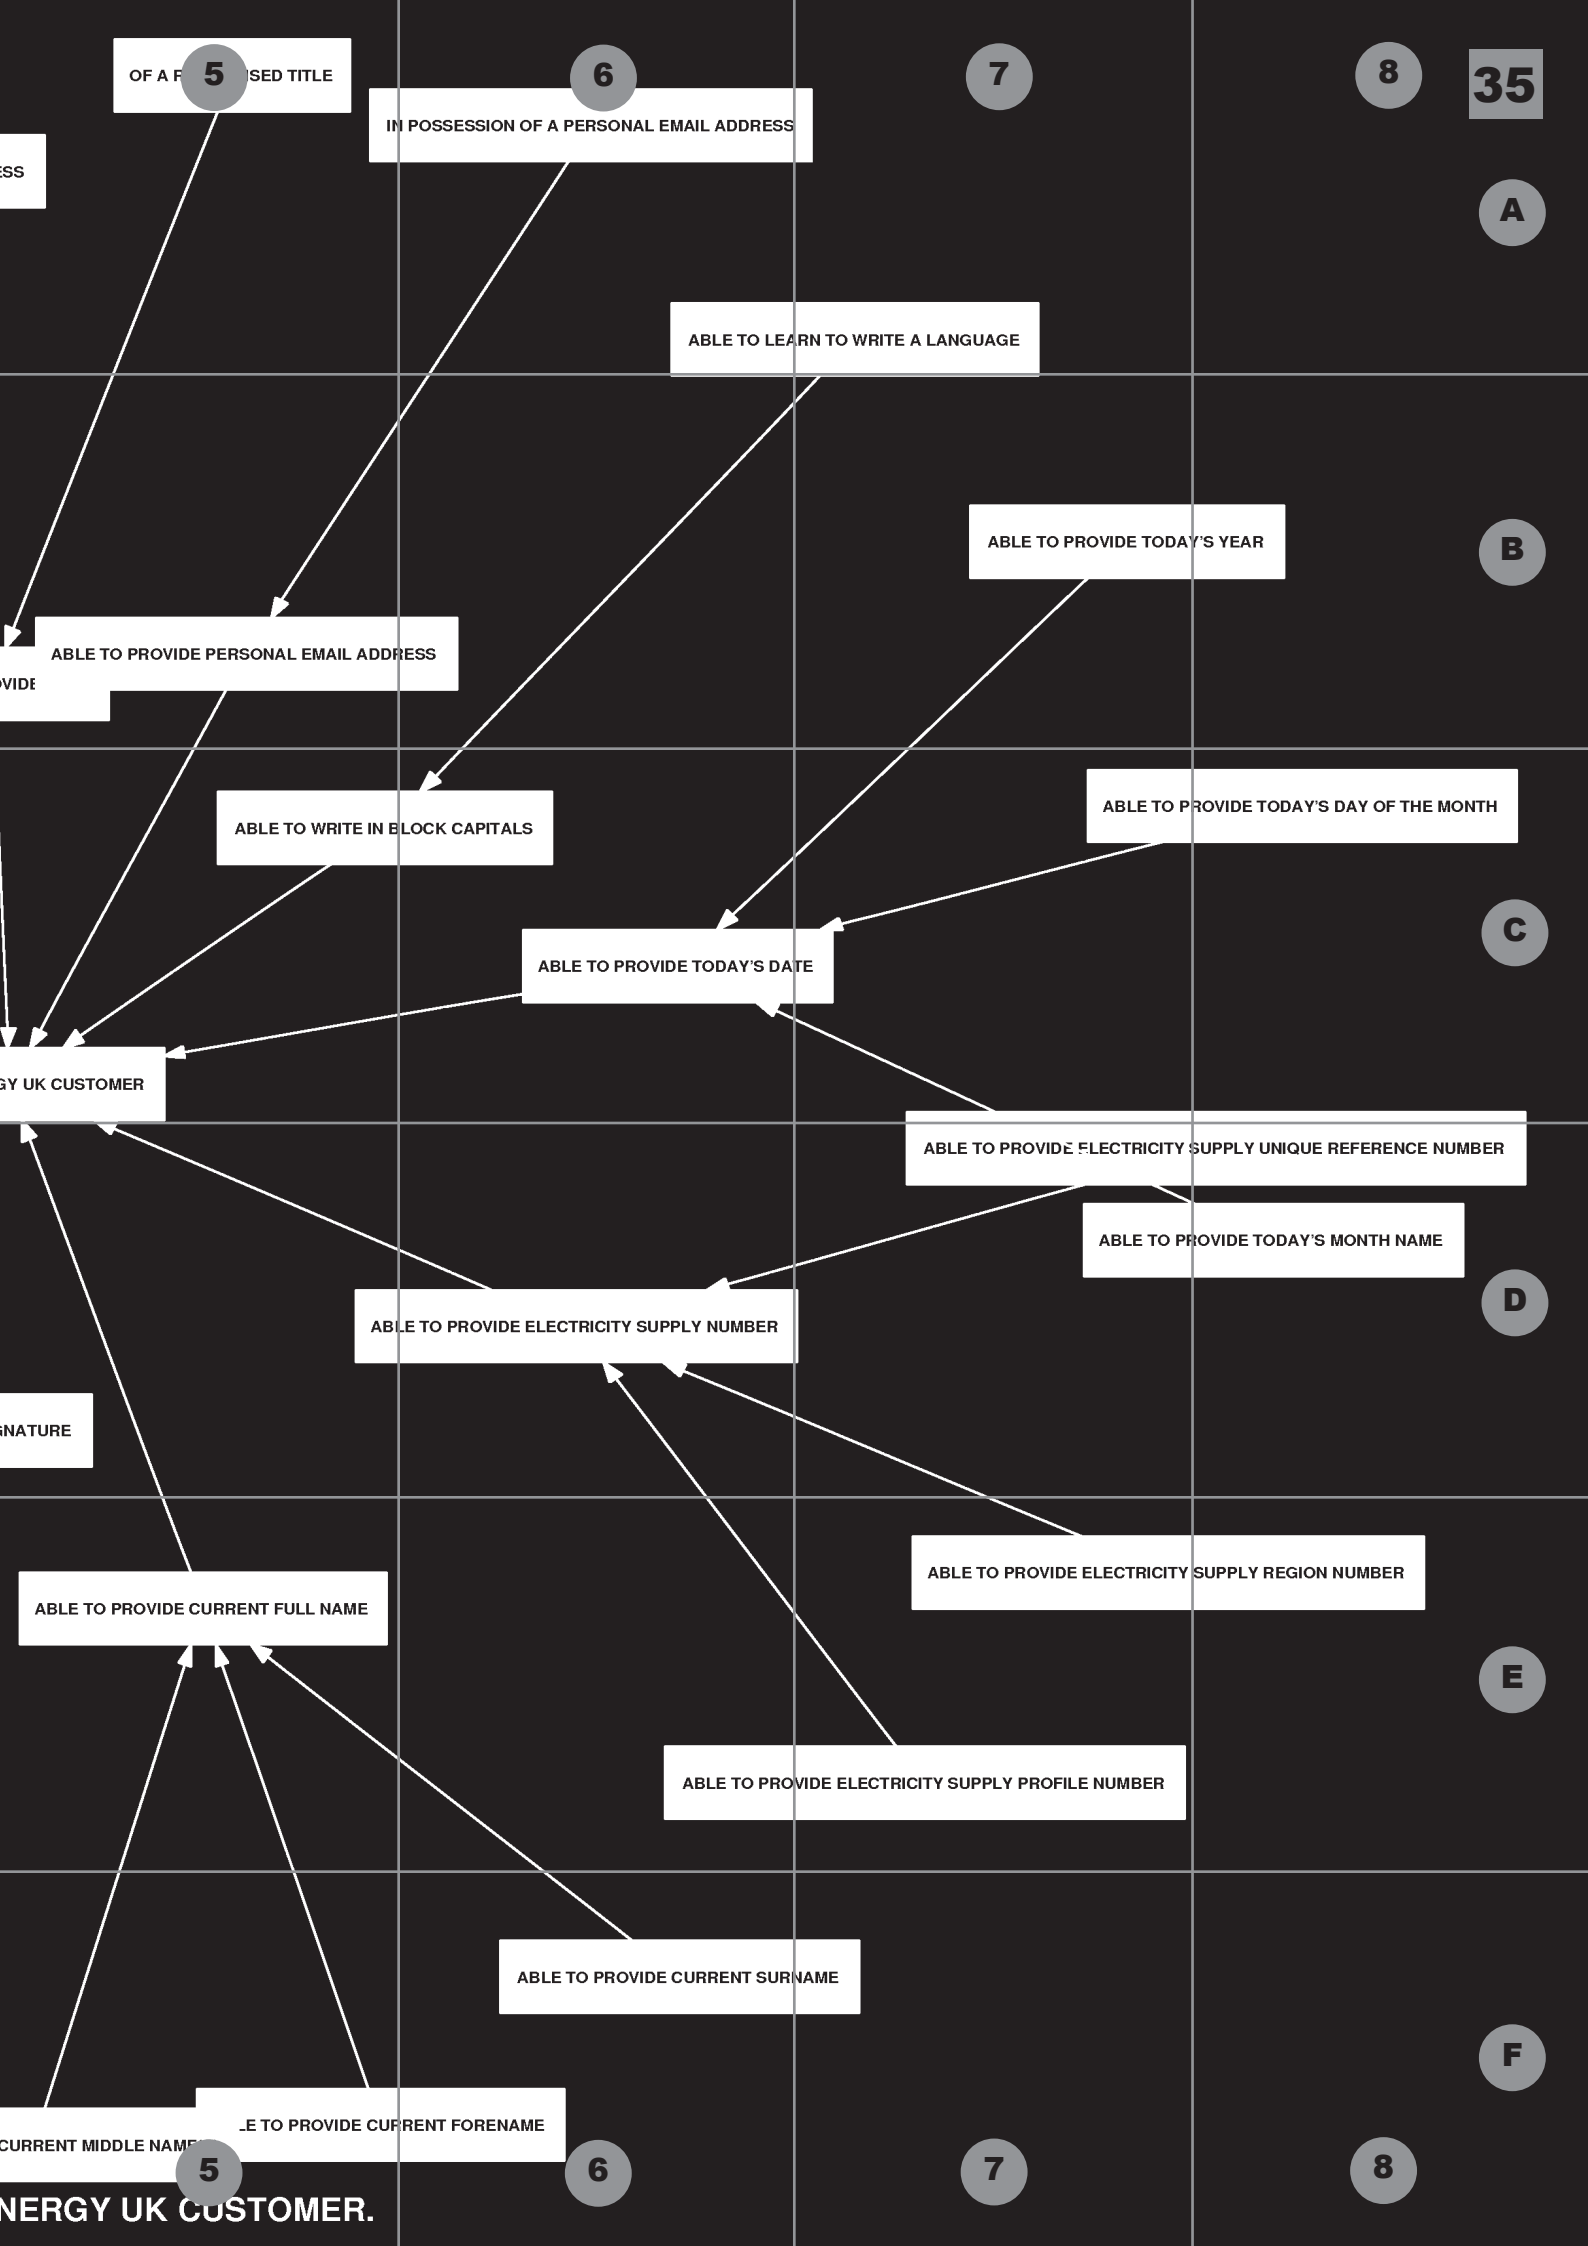 5
6
7
8
35
OF A SED TITLE
IN POSSESSION OF A PERSONAL EMAIL ADDRESS
ESS
A
ABLE TO LEARN TO WRITE A LANGUAGE
ABLE TO PROVIDE TODAY'S YEAR
B
ABLE TO PROVIDE PERSONAL EMAIL ADDRESS
OVIDE
ABLE TO PROVIDE TODAY'S DAY OF THE MONTH
ABLE TO WRITE IN BLOCK CAPITALS
C
ABLE TO PROVIDE TODAY'S DATE
GY UK CUSTOMER
ABLE TO PROVIDE ELECTRICITY SUPPLY UNIQUE REFERENCE NUMBER
ABLE TO PROVIDE TODAY'S MONTH NAME
D
ABLE TO PROVIDE ELECTRICITY SUPPLY NUMBER
GNATURE
ABLE TO PROVIDE ELECTRICITY SUPPLY REGION NUMBER
ABLE TO PROVIDE CURRENT FULL NAME
E
ABLE TO PROVIDE ELECTRICITY SUPPLY PROFILE NUMBER
ABLE TO PROVIDE CURRENT SURNAME
F
LE TO PROVIDE CURRENT FORENAME
CURRENT MIDDLE NAME
5
6
7
8
NERGY UK CUSTOMER.